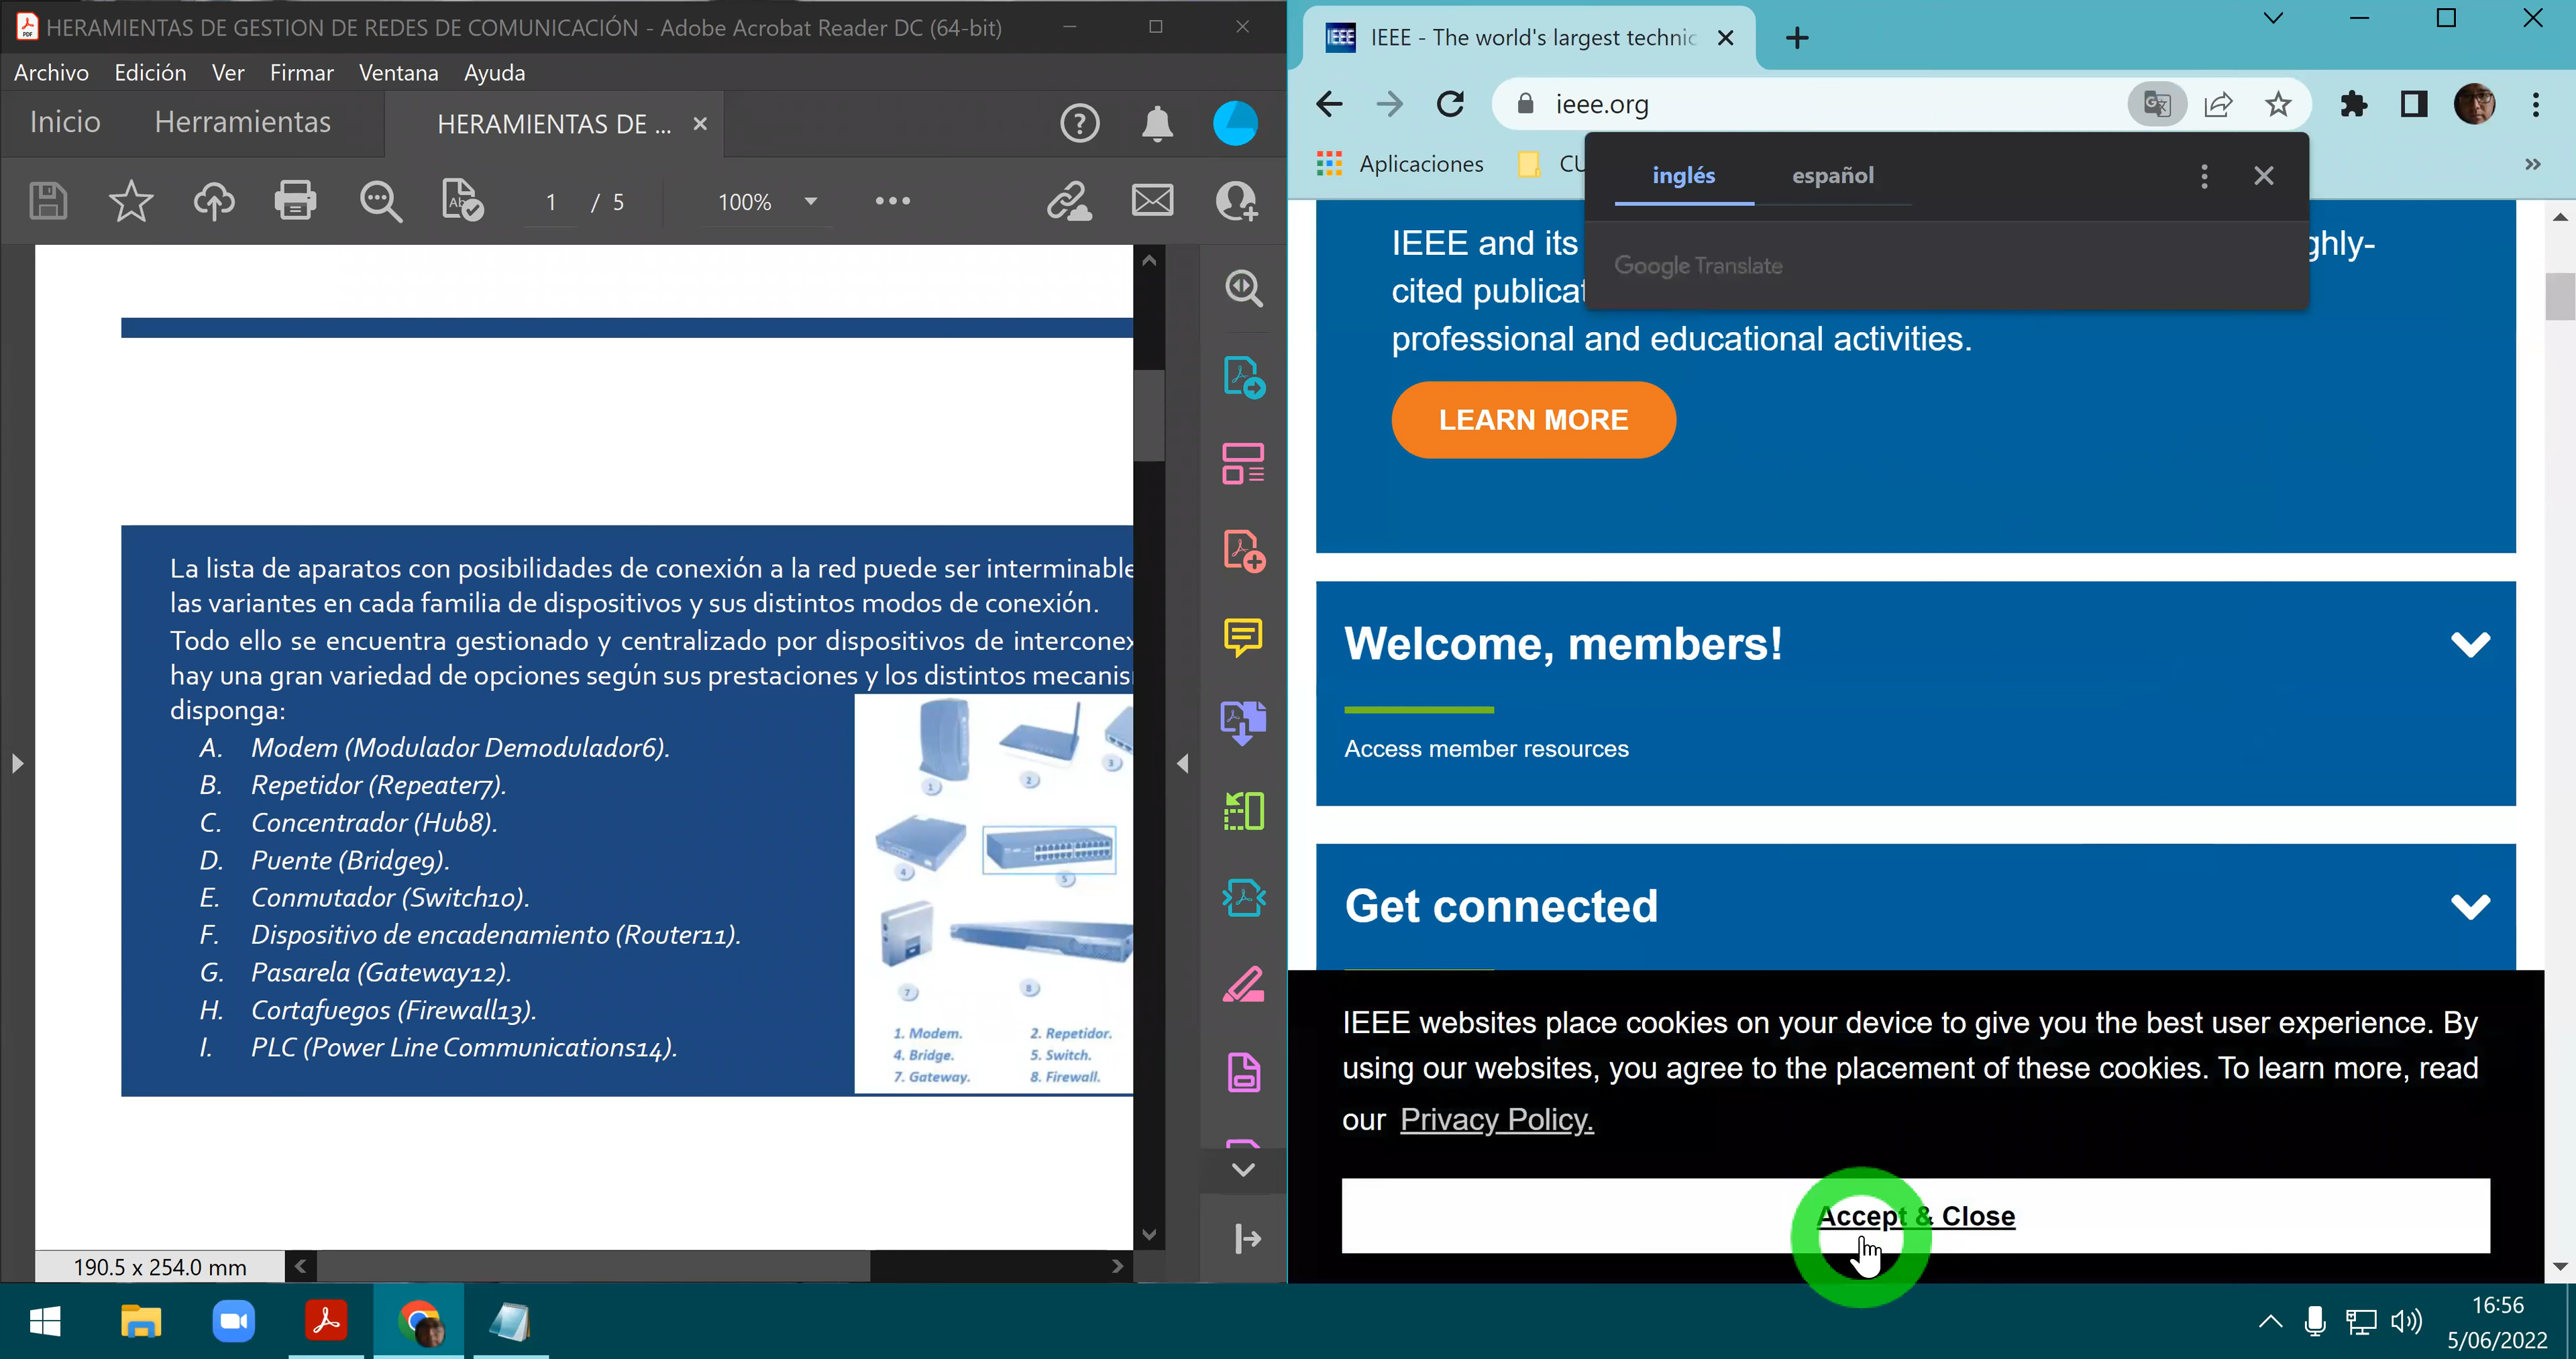 HERAMIENTAS DE GESTION DE REDES DE COMUNICACIÓN - Adobe Acrobat Reader DC (64-bit)
Archivo Edición Ver Firmar Ventana Ayuda
Inicio Herramientas HERAMIENTAS DE ...
1 / 5 100%
La lista de aparatos con posibilidades de conexión a la red puede ser interminable
las variantes en cada familia de dispositivos y sus distintos modos de conexión.
Todo ello se encuentra gestionado y centralizado por dispositivos de interconex
hay una gran variedad de opciones según sus prestaciones y los distintos mecanis
disponga:
A. Modem (Modulador Demodulador6).
B. Repetidor (Repeater7).
C. Concentrador (Hub8).
D. Puente (Bridge9).
E. Conmutador (Switch10).
F. Dispositivo de encadenamiento (Router11).
G. Pasarela (Gateway12).
H. Cortafuegos (Firewall13).
I. PLC (Power Line Communications14).
1 2 3
4 5
7 8
1. Modem. 2. Repetidor.
4. Bridge. 5. Switch.
7. Gateway. 8. Firewall.
190.5 x 254.0 mm
IEEE IEEE - The world's largest technic
ieee.org
Aplicaciones CU
inglés español
Google Translate
IEEE and its ghly-
cited publicat
professional and educational activities.
LEARN MORE
Welcome, members!
Access member resources
Get connected
IEEE websites place cookies on your device to give you the best user experience. By
using our websites, you agree to the placement of these cookies. To learn more, read
our Privacy Policy.
Accept & Close
16:56
5/06/2022